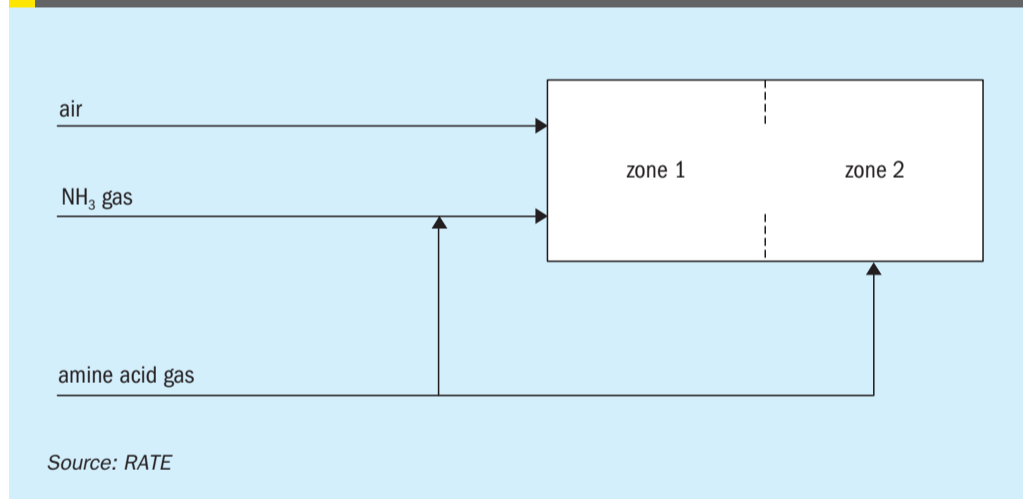 air
zone 1
zone 2
NH₃ gas
amine acid gas
Source: RATE